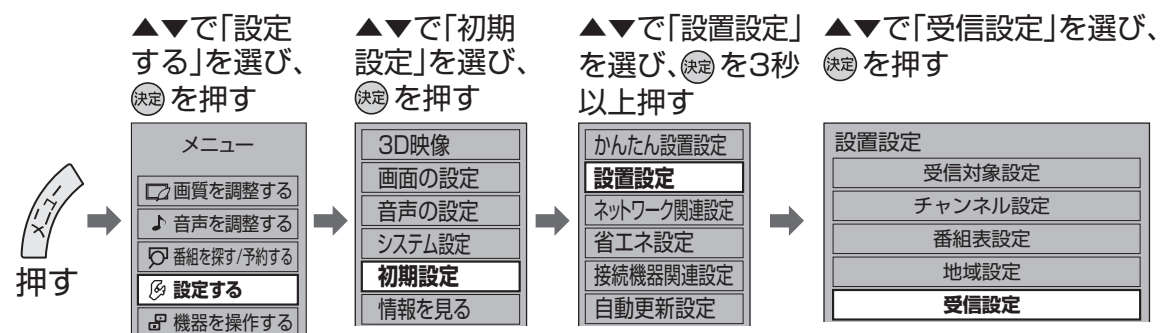 ▲▼で「設定
する」を選び、
決定 を押す
▲▼で「初期
設定」を選び、
決定 を押す
▲▼で「設置設定」
を選び、決定 を3秒
以上押す
▲▼で「受信設定」を選び、
決定 を押す
メニュー
押す
メニュー
画質を調整する
音声を調整する
番組を探す/予約する
設定する
機器を操作する
3D映像
画面の設定
音声の設定
システム設定
初期設定
情報を見る
かんたん設置設定
設置設定
ネットワーク関連設定
省エネ設定
接続機器関連設定
自動更新設定
設置設定
受信対象設定
チャンネル設定
番組表設定
地域設定
受信設定